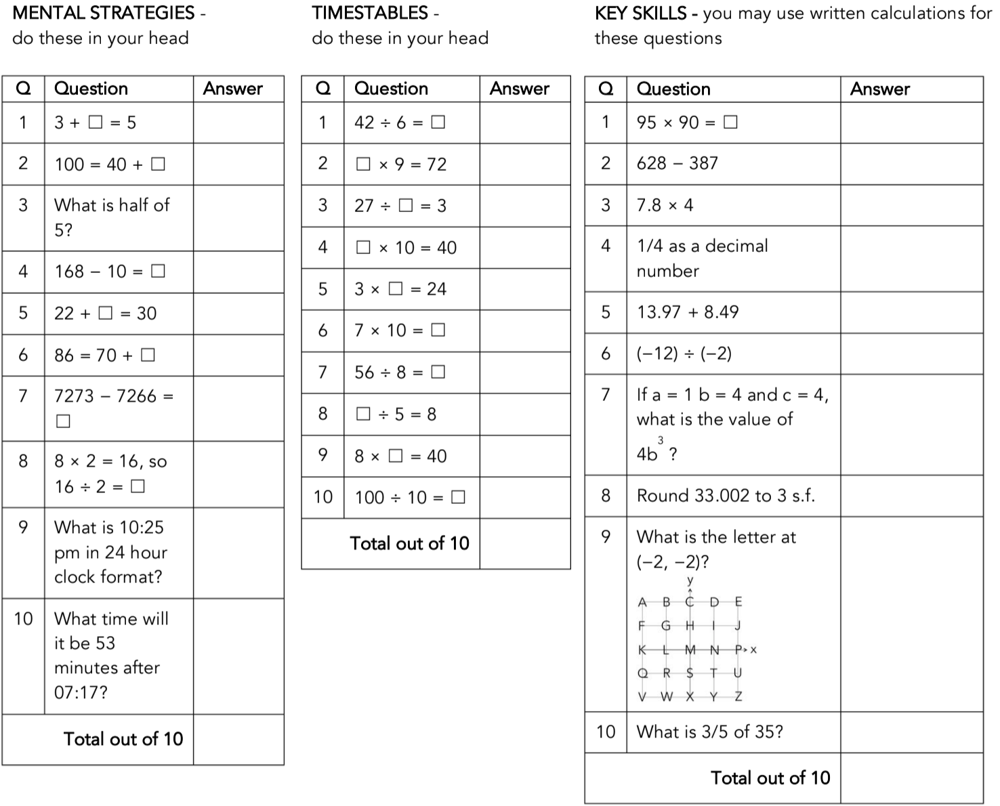 MENTAL STRATEGIES -
do these in your head
Q Question Answer
1 3 + □ = 5
2 100 = 40 + □
3 What is half of
5?
4 168 − 10 = □
5 22 + □ = 30
6 86 = 70 + □
7 7273 − 7266 =
□
8 8 × 2 = 16, so
16 ÷ 2 = □
9 What is 10:25
pm in 24 hour
clock format?
10 What time will
it be 53
minutes after
07:17?
Total out of 10
TIMESTABLES -
do these in your head
Q Question Answer
1 42 ÷ 6 = □
2 □ × 9 = 72
3 27 ÷ □ = 3
4 □ × 10 = 40
5 3 × □ = 24
6 7 × 10 = □
7 56 ÷ 8 = □
8 □ ÷ 5 = 8
9 8 × □ = 40
10 100 ÷ 10 = □
Total out of 10
KEY SKILLS - you may use written calculations for
these questions
Q Question Answer
1 95 × 90 = □
2 628 − 387
3 7.8 × 4
4 1/4 as a decimal
number
5 13.97 + 8.49
6 (−12) ÷ (−2)
7 If a = 1 b = 4 and c = 4,
what is the value of
4b³ ?
8 Round 33.002 to 3 s.f.
9 What is the letter at
(−2, −2)?
y
A B C D E
F G H I J
K L M N P x
Q R S T U
V W X Y Z
10 What is 3/5 of 35?
Total out of 10